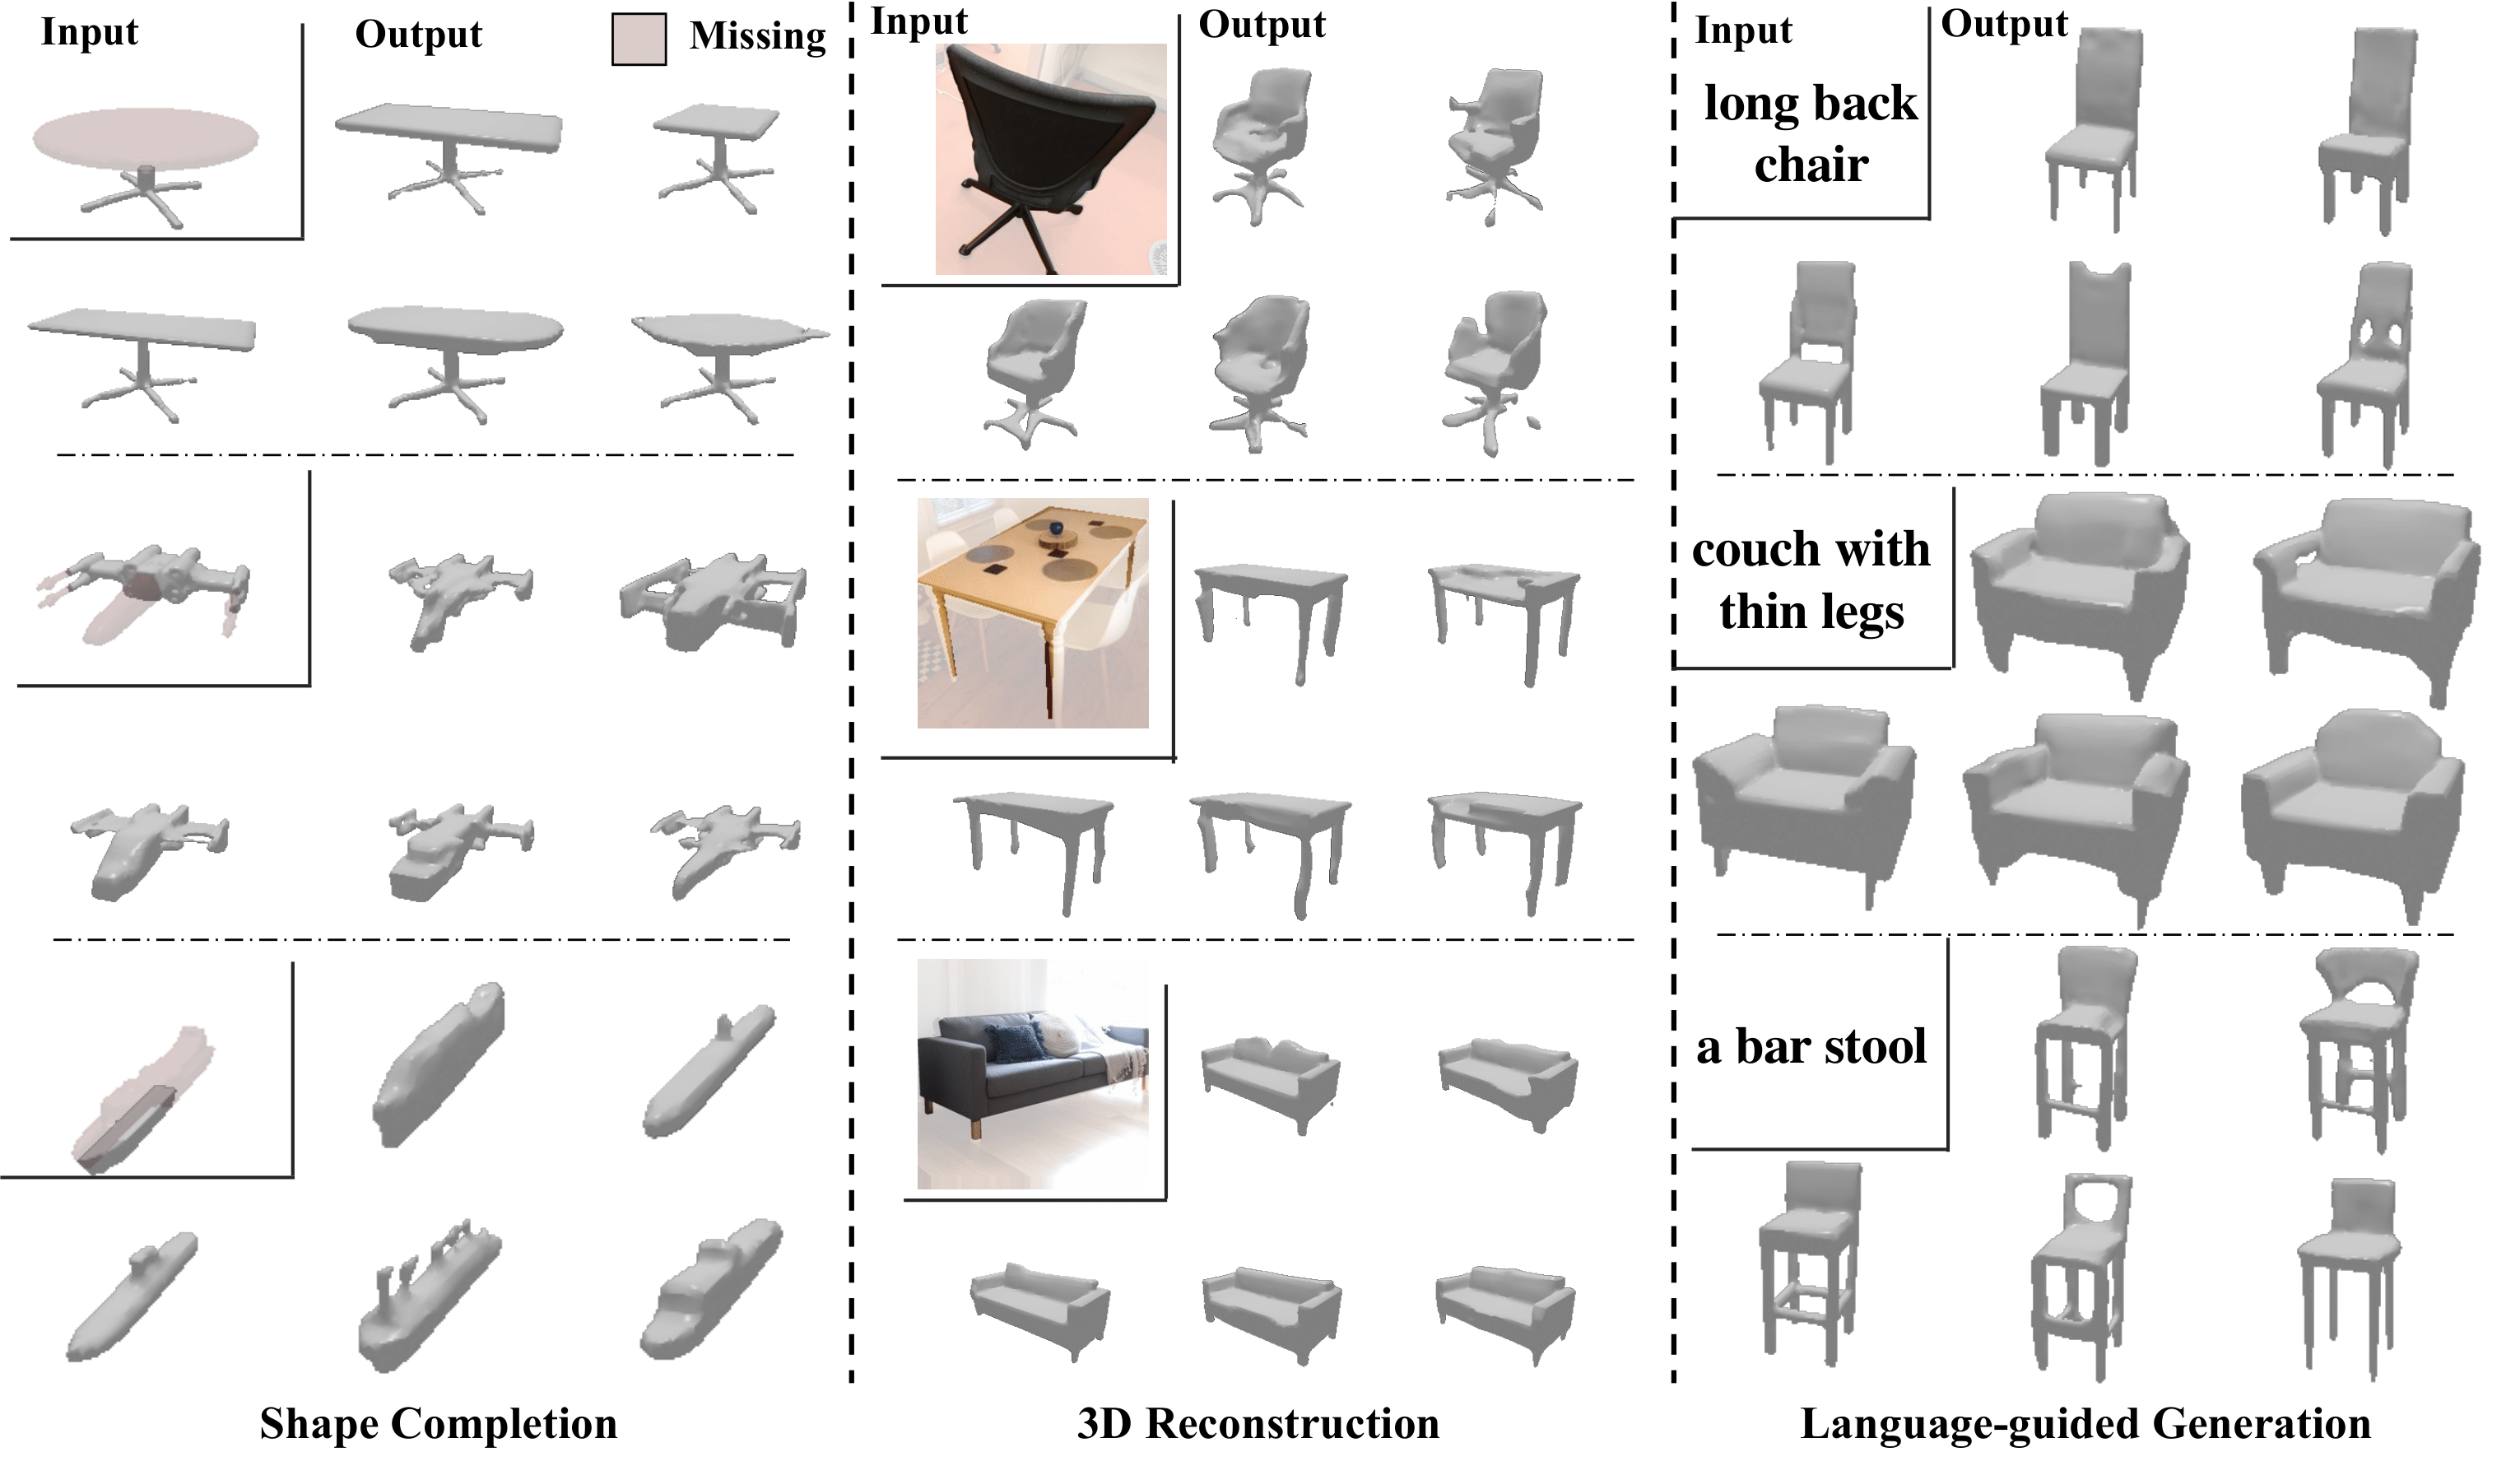 Input
Output
Missing
Input
Output
Input
Output
long back
chair
couch with
thin legs
a bar stool
Shape Completion
3D Reconstruction
Language-guided Generation